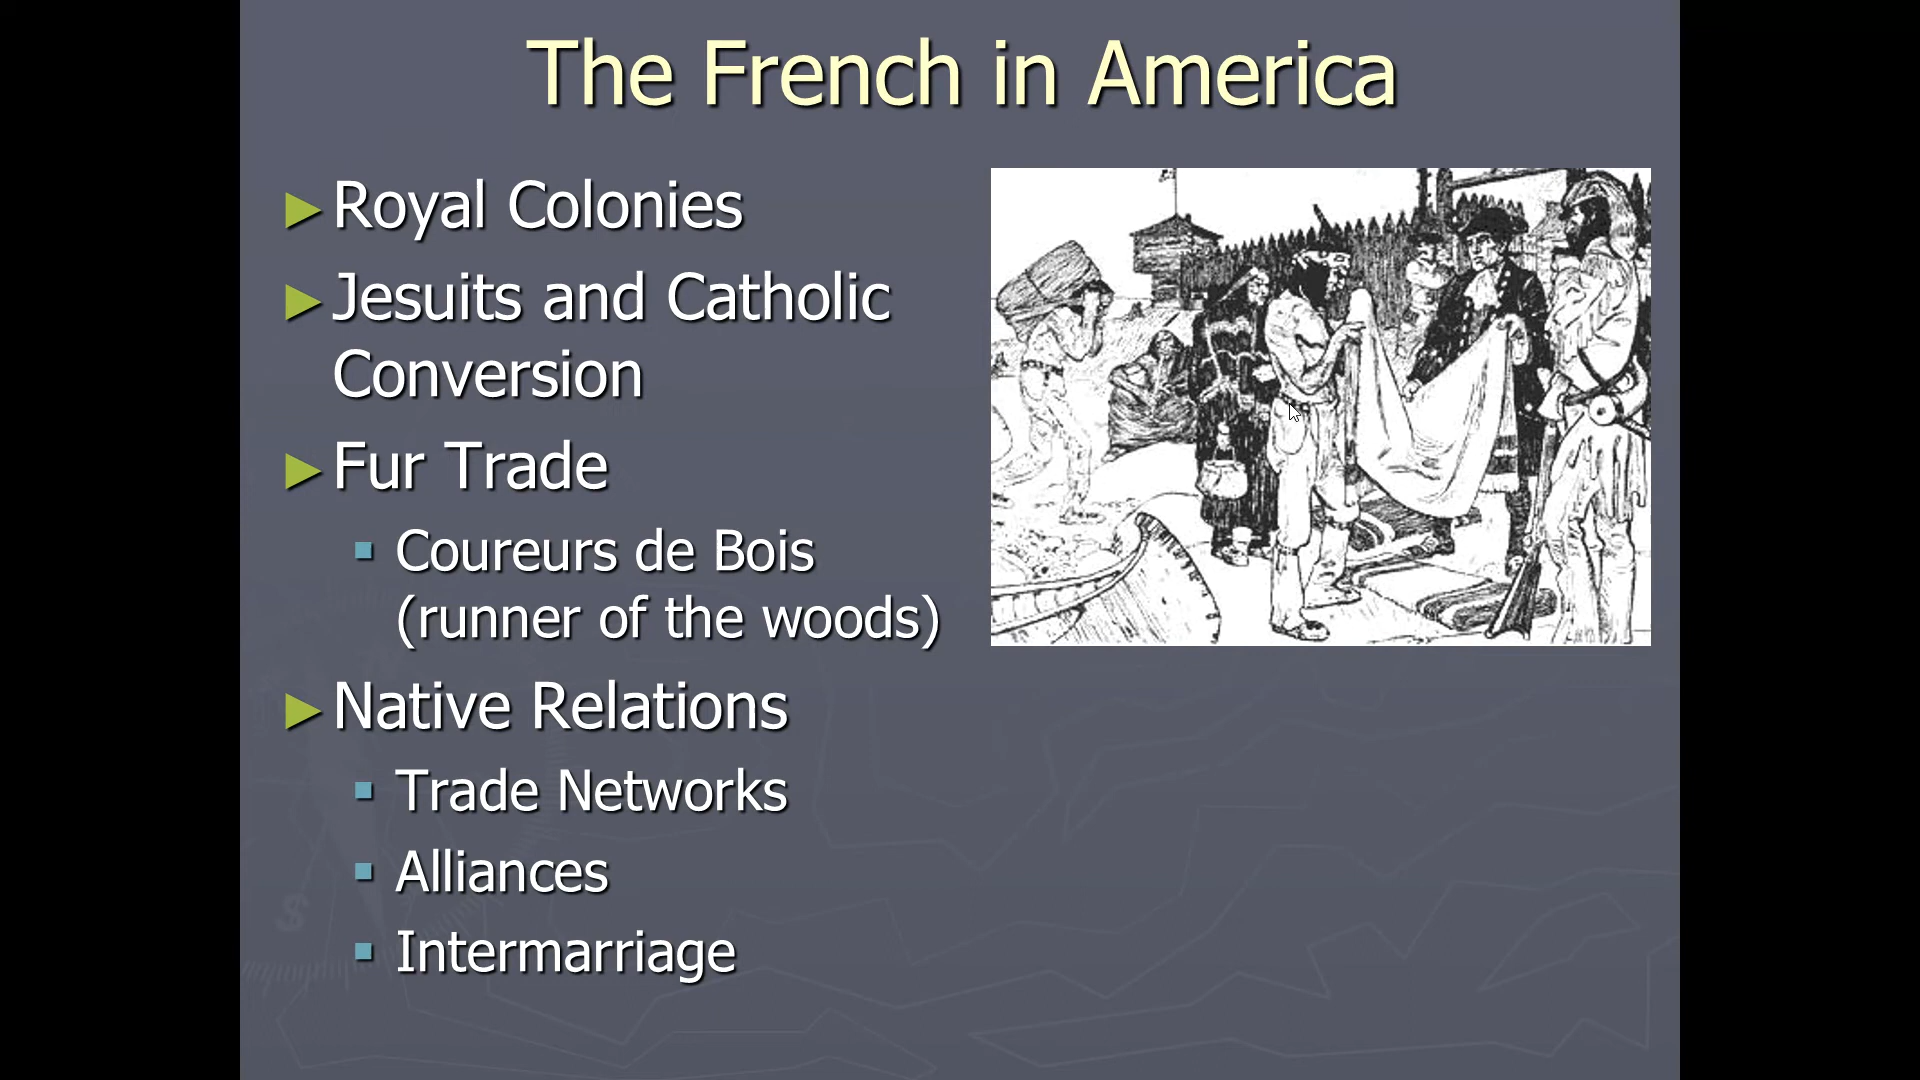 The French in America
Royal Colonies
Jesuits and Catholic
Conversion
Fur Trade
Coureurs de Bois
(runner of the woods)
Native Relations
Trade Networks
Alliances
Intermarriage